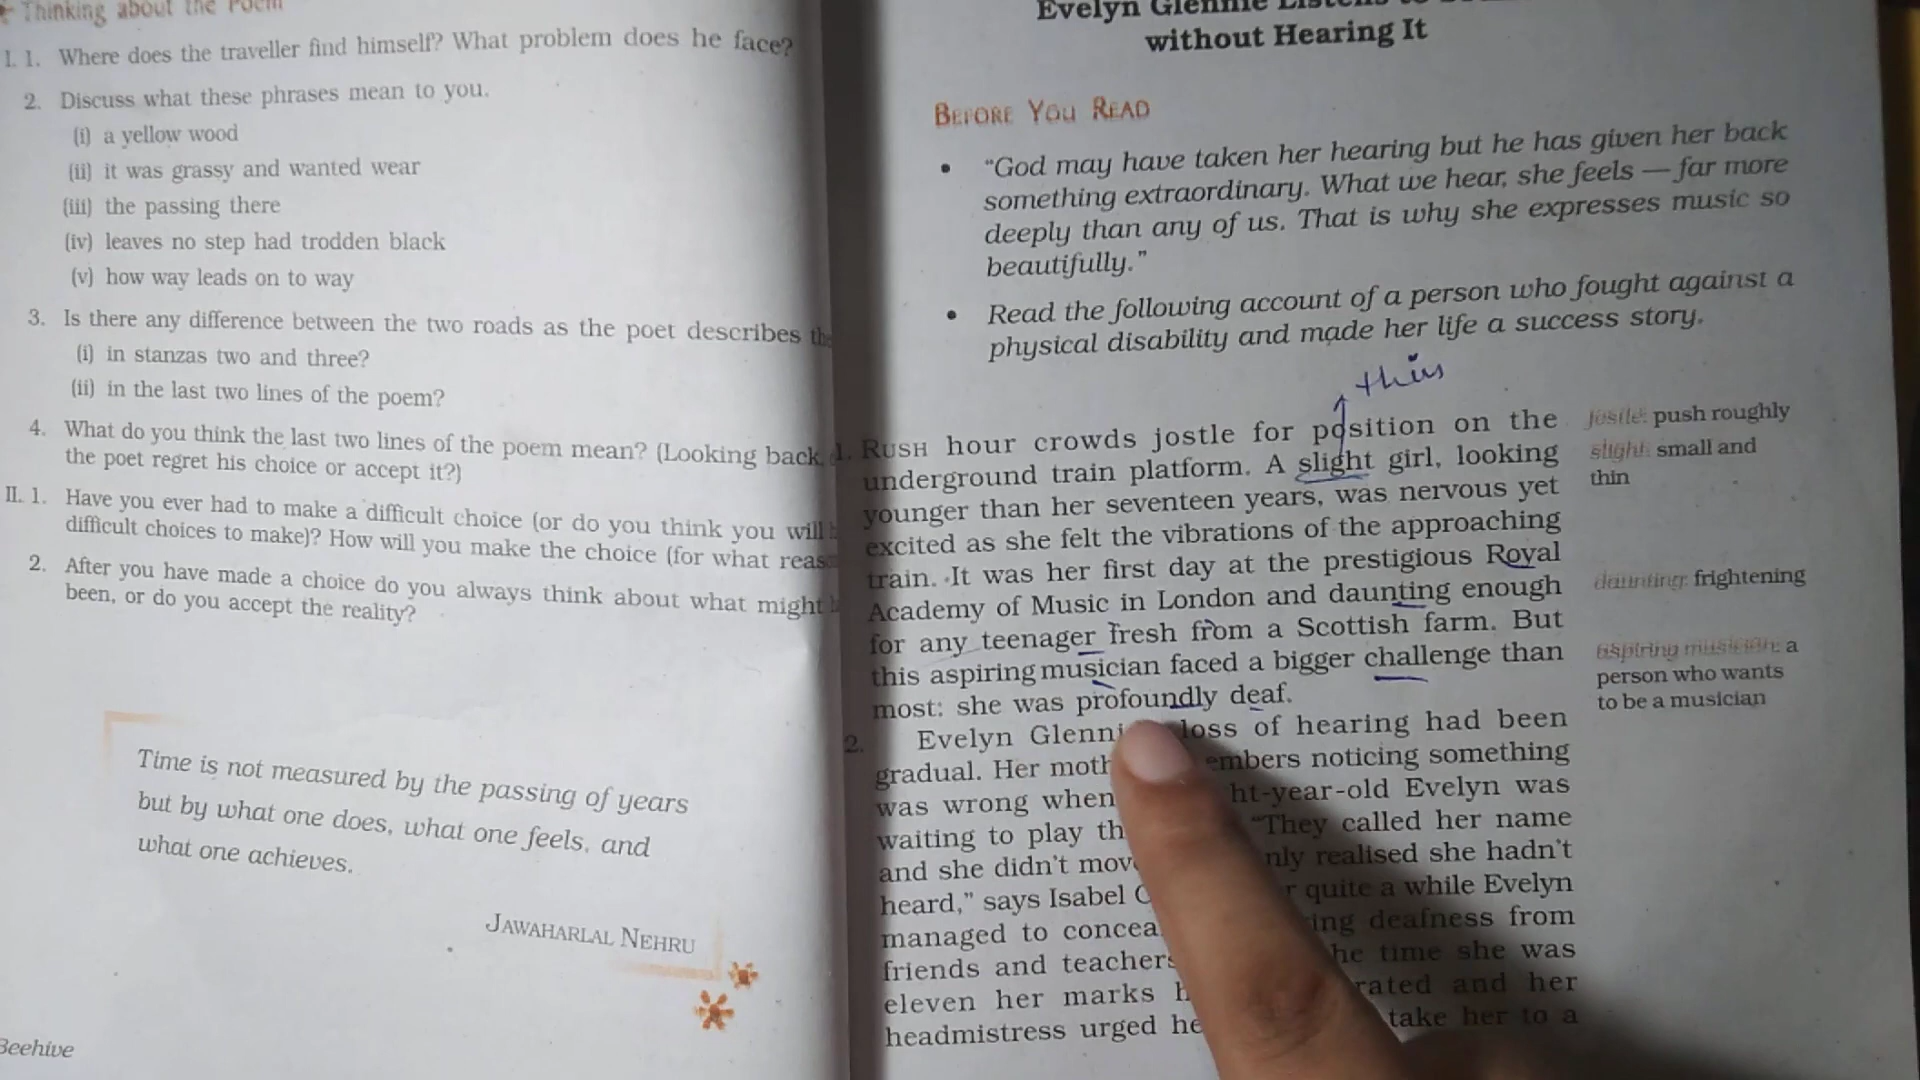 Thinking about the Poem
I. 1. Where does the traveller find himself? What problem does he face?
2. Discuss what these phrases mean to you.
(i) a yellow wood
(ii) it was grassy and wanted wear
(iii) the passing there
(iv) leaves no step had trodden black
(v) how way leads on to way
3. Is there any difference between the two roads as the poet describes
(i) in stanzas two and three?
(ii) in the last two lines of the poem?
4. What do you think the last two lines of the poem mean? (Looking back
the poet regret his choice or accept it?)
II. 1. Have you ever had to make a difficult choice (or do you think you will
difficult choices to make)? How will you make the choice (for what
2. After you have made a choice do you always think about what might
been, or do you accept the reality?
Time is not measured by the passing of years
but by what one does, what one feels, and
what one achieves.
JAWAHARLAL NEHRU
Beehive
Evelyn Glennie Listens to
without Hearing It
BEFORE YOU READ
• "God may have taken her hearing but he has given her back
something extraordinary. What we hear, she feels — far more
deeply than any of us. That is why she expresses music so
beautifully."
• Read the following account of a person who fought against a
physical disability and made her life a success story.
thin
1. RUSH hour crowds jostle for position on the
underground train platform. A slight girl, looking
younger than her seventeen years, was nervous yet
excited as she felt the vibrations of the approaching
train. It was her first day at the prestigious Royal
Academy of Music in London and daunting enough
for any teenager fresh from a Scottish farm. But
this aspiring musician faced a bigger challenge than
most: she was profoundly deaf.
2. Evelyn loss of hearing had been
gradual. Her noticing something
was wrong when Evelyn was
waiting to play "They called her name
and she didn't realised she hadn't
heard," says Isabel quite a while Evelyn
managed to deafness from
friends and time she was
eleven her marks and her
headmistress urged take her to a
jostle: push roughly
slight: small and
thin
daunting: frightening
aspiring musician: a
person who wants
to be a musician